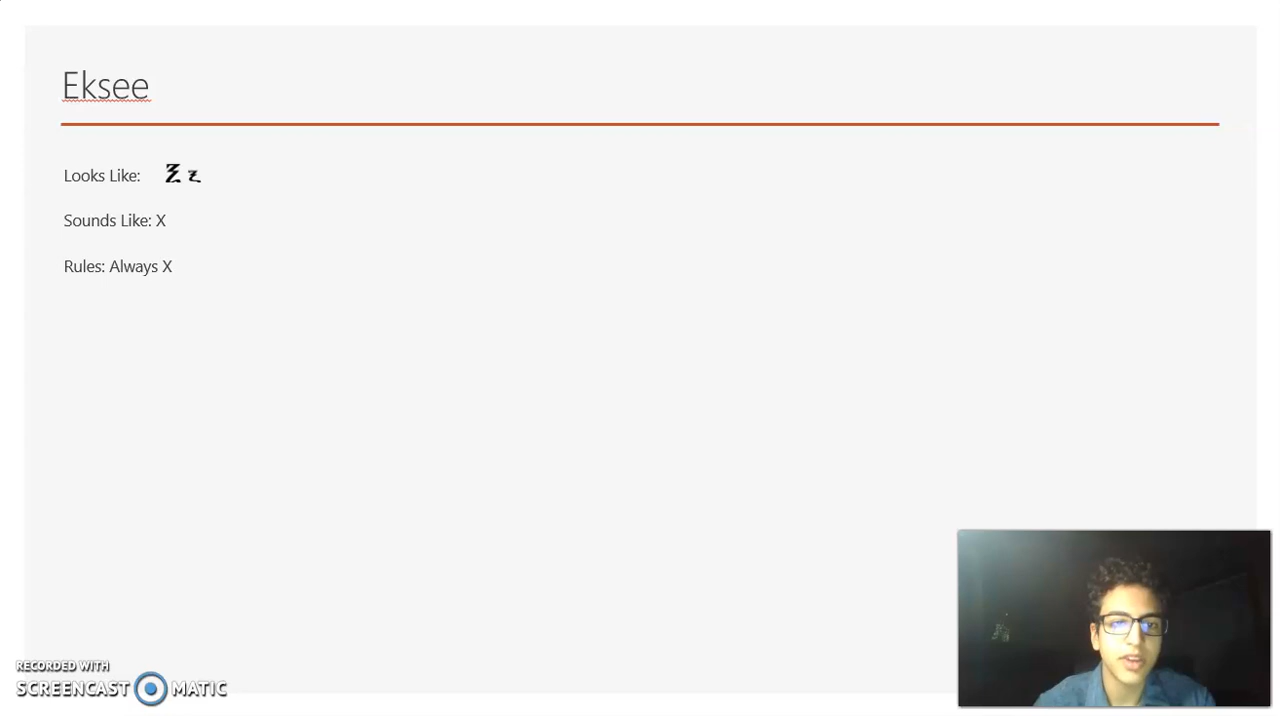 Eksee
Looks Like: Ⲝ ⲝ
Sounds Like: X
Rules: Always X
RECORDED WITH
SCREENCAST MATIC